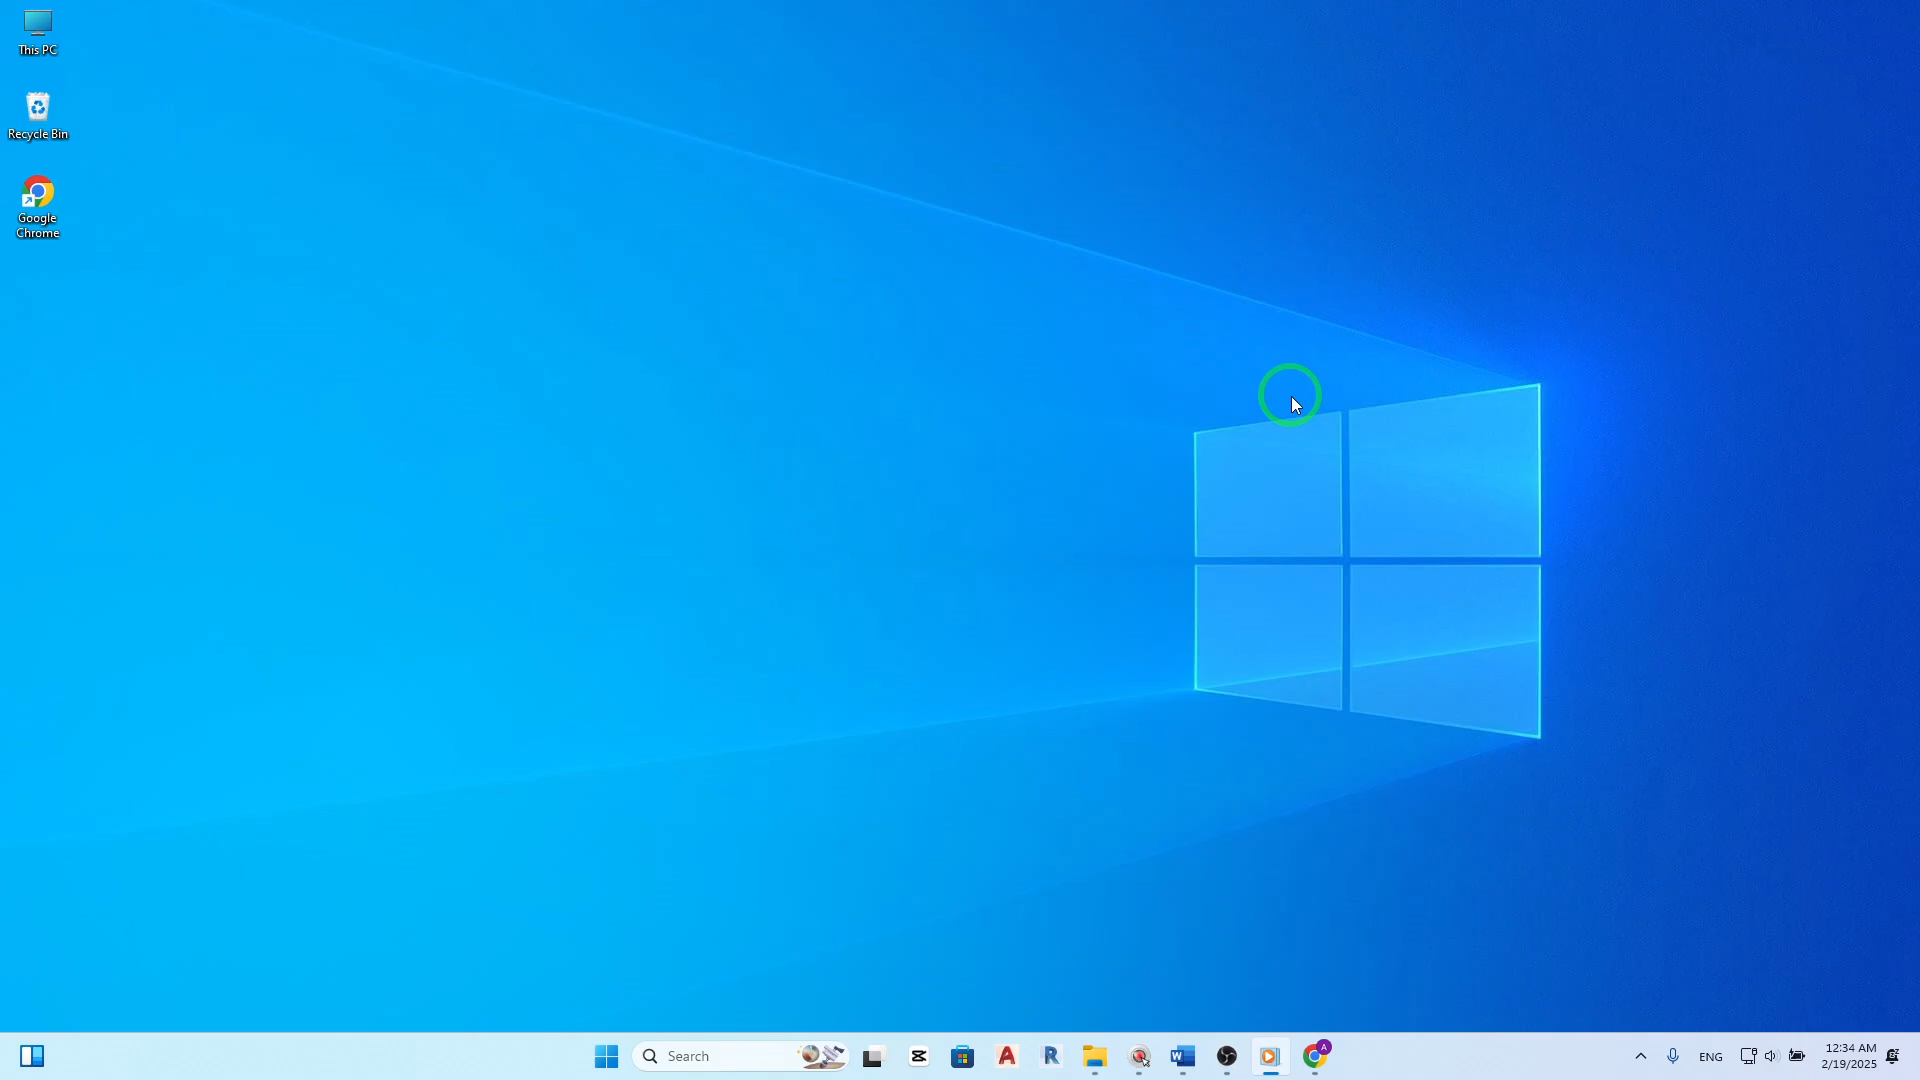 This PC
Recycle Bin
Google
Chrome
Search
A
ENG
12:34 AM
2/19/2025